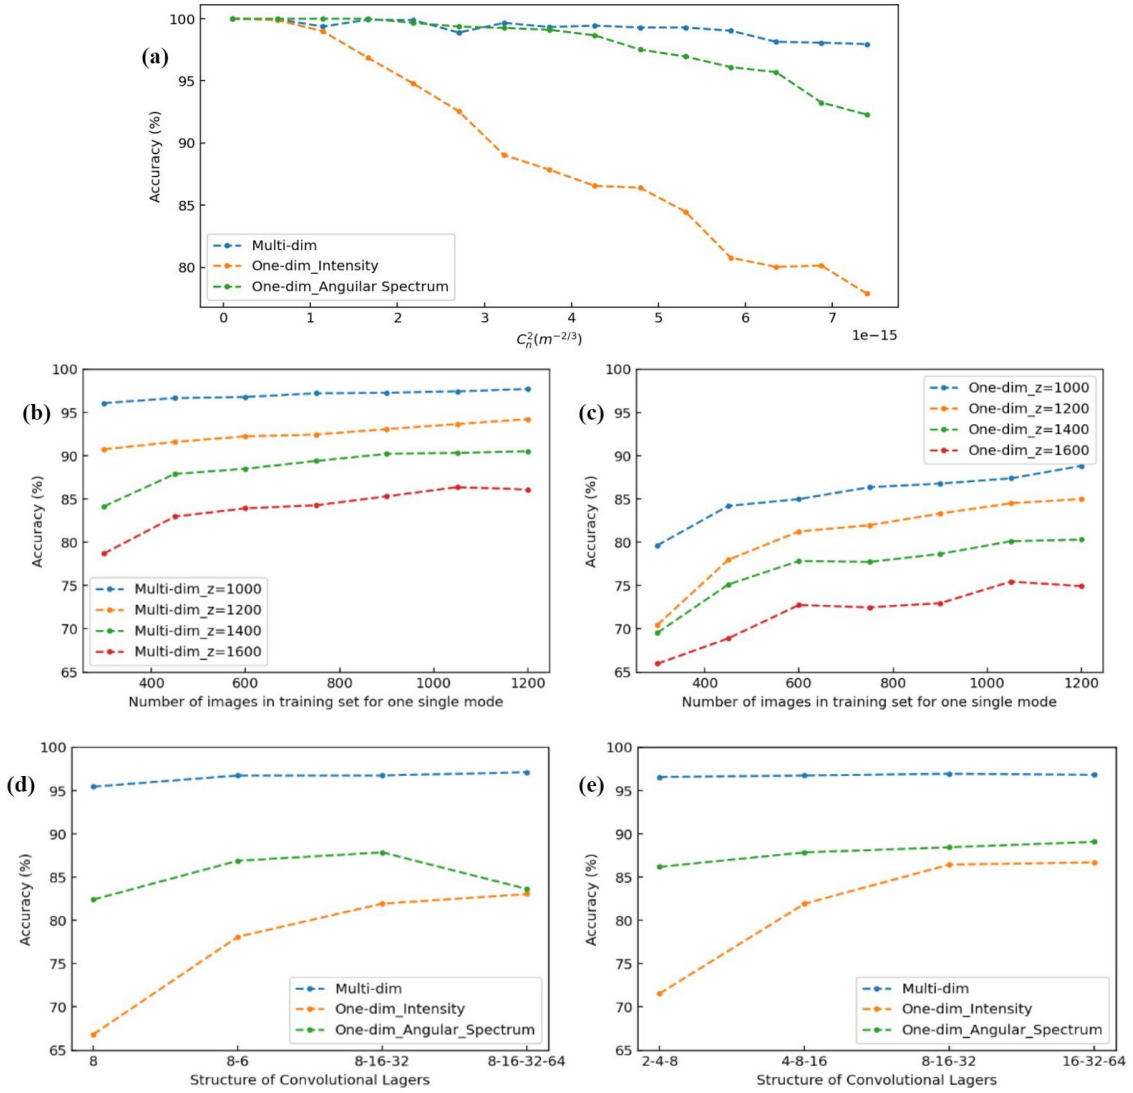 (a)
Accuracy (%)
100
95
90
85
80
Multi-dim
One-dim_Intensity
One-dim_Anguilar Spectrum
0 1 2 3 4 5 6 7
1e−15
C_n^2(m^{-2/3})
(b)
Accuracy (%)
100
95
90
85
80
75
70
65
Multi-dim_z=1000
Multi-dim_z=1200
Multi-dim_z=1400
Multi-dim_z=1600
400 600 800 1000 1200
Number of images in training set for one single mode
(c)
Accuracy (%)
100
95
90
85
80
75
70
65
One-dim_z=1000
One-dim_z=1200
One-dim_z=1400
One-dim_z=1600
400 600 800 1000 1200
Number of images in training set for one single mode
(d)
Accuracy (%)
100
95
90
85
80
75
70
65
Multi-dim
One-dim_Intensity
One-dim_Angular_Spectrum
8 8-6 8-16-32 8-16-32-64
Structure of Convolutional Lagers
(e)
Accuracy (%)
100
95
90
85
80
75
70
65
Multi-dim
One-dim_Intensity
One-dim_Angular_Spectrum
2-4-8 4-8-16 8-16-32 16-32-64
Structure of Convolutional Lagers